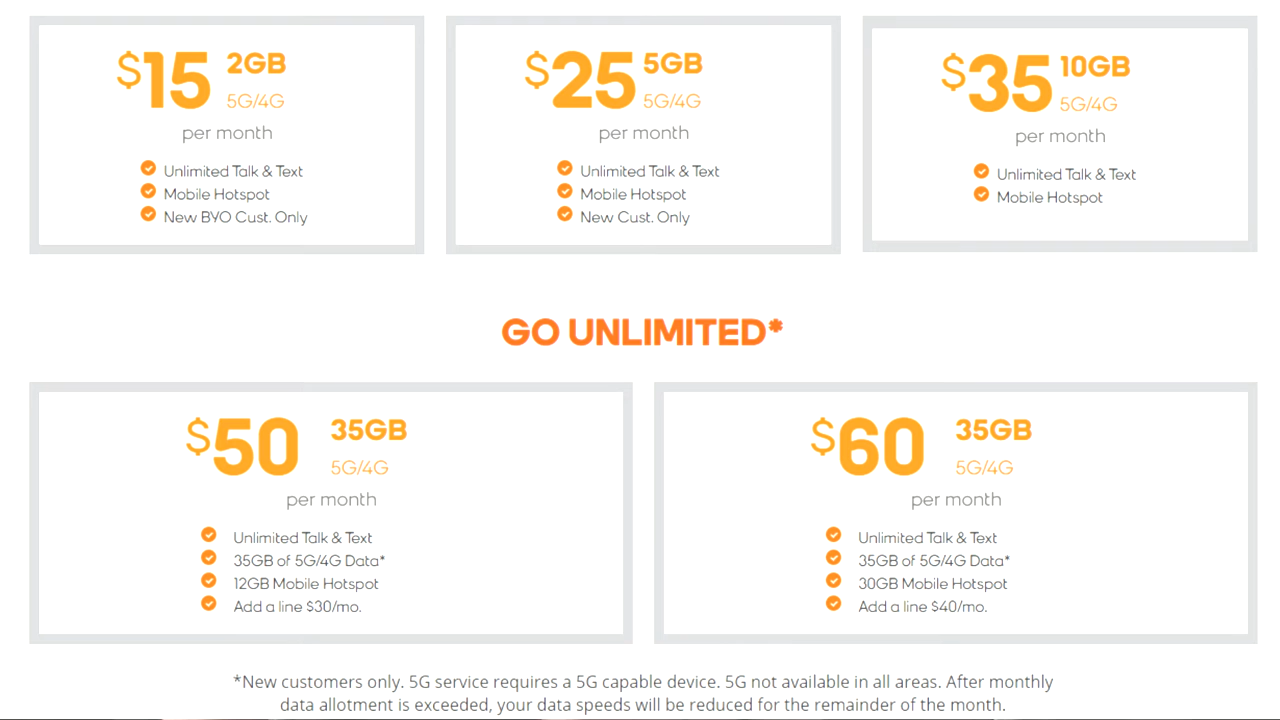 $15 2GB
5G/4G
per month
Unlimited Talk & Text
Mobile Hotspot
New BYO Cust. Only
$25 5GB
5G/4G
per month
Unlimited Talk & Text
Mobile Hotspot
New Cust. Only
$35 10GB
5G/4G
per month
Unlimited Talk & Text
Mobile Hotspot
GO UNLIMITED*
$50 35GB
5G/4G
per month
Unlimited Talk & Text
35GB of 5G/4G Data*
12GB Mobile Hotspot
Add a line $30/mo.
$60 35GB
5G/4G
per month
Unlimited Talk & Text
35GB of 5G/4G Data*
30GB Mobile Hotspot
Add a line $40/mo.
*New customers only. 5G service requires a 5G capable device. 5G not available in all areas. After monthly
data allotment is exceeded, your data speeds will be reduced for the remainder of the month.